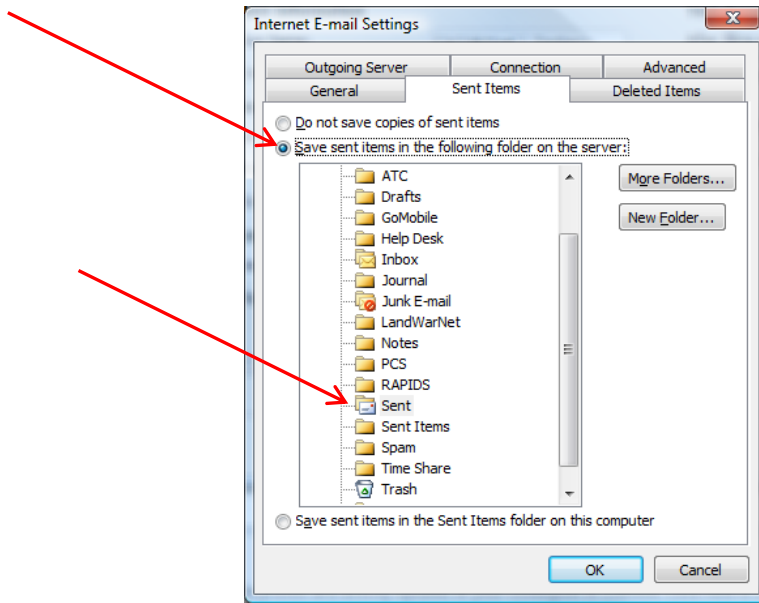 Internet E-mail Settings
X
Outgoing Server
Connection
Advanced
General
Sent Items
Deleted Items
Do not save copies of sent items
Save sent items in the following folder on the server:
ATC
Drafts
GoMobile
Help Desk
Inbox
Journal
Junk E-mail
LandWarNet
Notes
PCS
RAPIDS
Sent
Sent Items
Spam
Time Share
Trash
More Folders...
New Folder...
Save sent items in the Sent Items folder on this computer
OK
Cancel